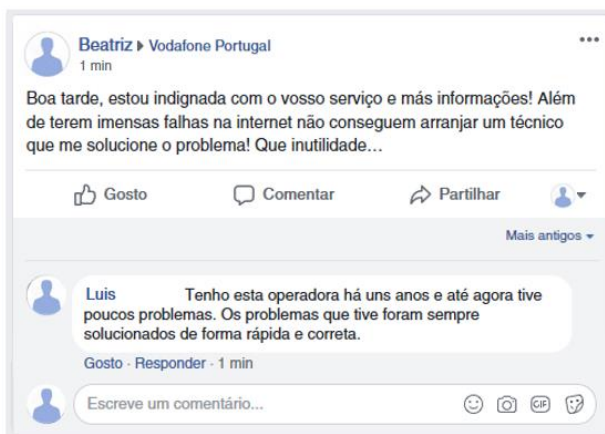 Beatriz Vodafone Portugal
1 min
Boa tarde, estou indignada com o vosso serviço e más informações! Além
de terem imensas falhas na internet não conseguem arranjar um técnico
que me solucione o problema! Que inutilidade…
Gosto Comentar Partilhar
Mais antigos
Luis Tenho esta operadora há uns anos e até agora tive
poucos problemas. Os problemas que tive foram sempre
solucionados de forma rápida e correta.
Gosto · Responder · 1 min
Escreve um comentário... GIF